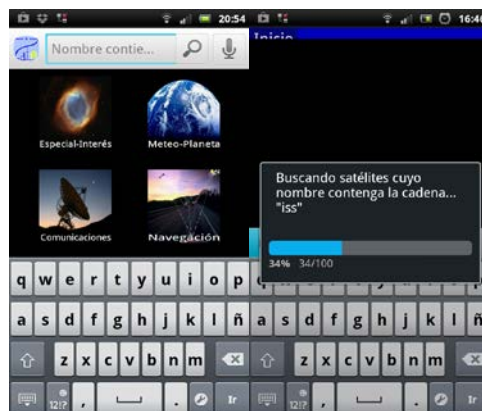 20:54
Nombre contie...
Especial-Interés
Meteo-Planeta
Comunicaciones
Navegación
q w e r t y u i o p
a s d f g h j k l ñ
z x c v b n m
12!? , . Ir
16:40
Inicio
Buscando satélites cuyo
nombre contenga la cadena...
"iss"
34% 34/100
a s d f g h j k l ñ
z x c v b n m
12!? , . Ir